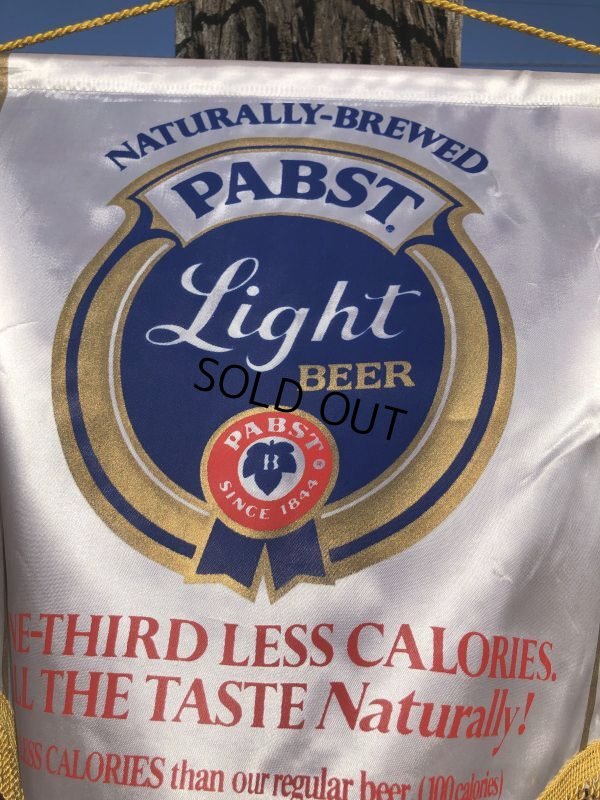 NATURALLY-BREWED
PABST®
Light
BEER
SOLD OUT
PABST®
B
SINCE 1844
E-THIRD LESS CALORIES.
LL THE TASTE Naturally!
SS CALORIES than our regular beer (100 calories)